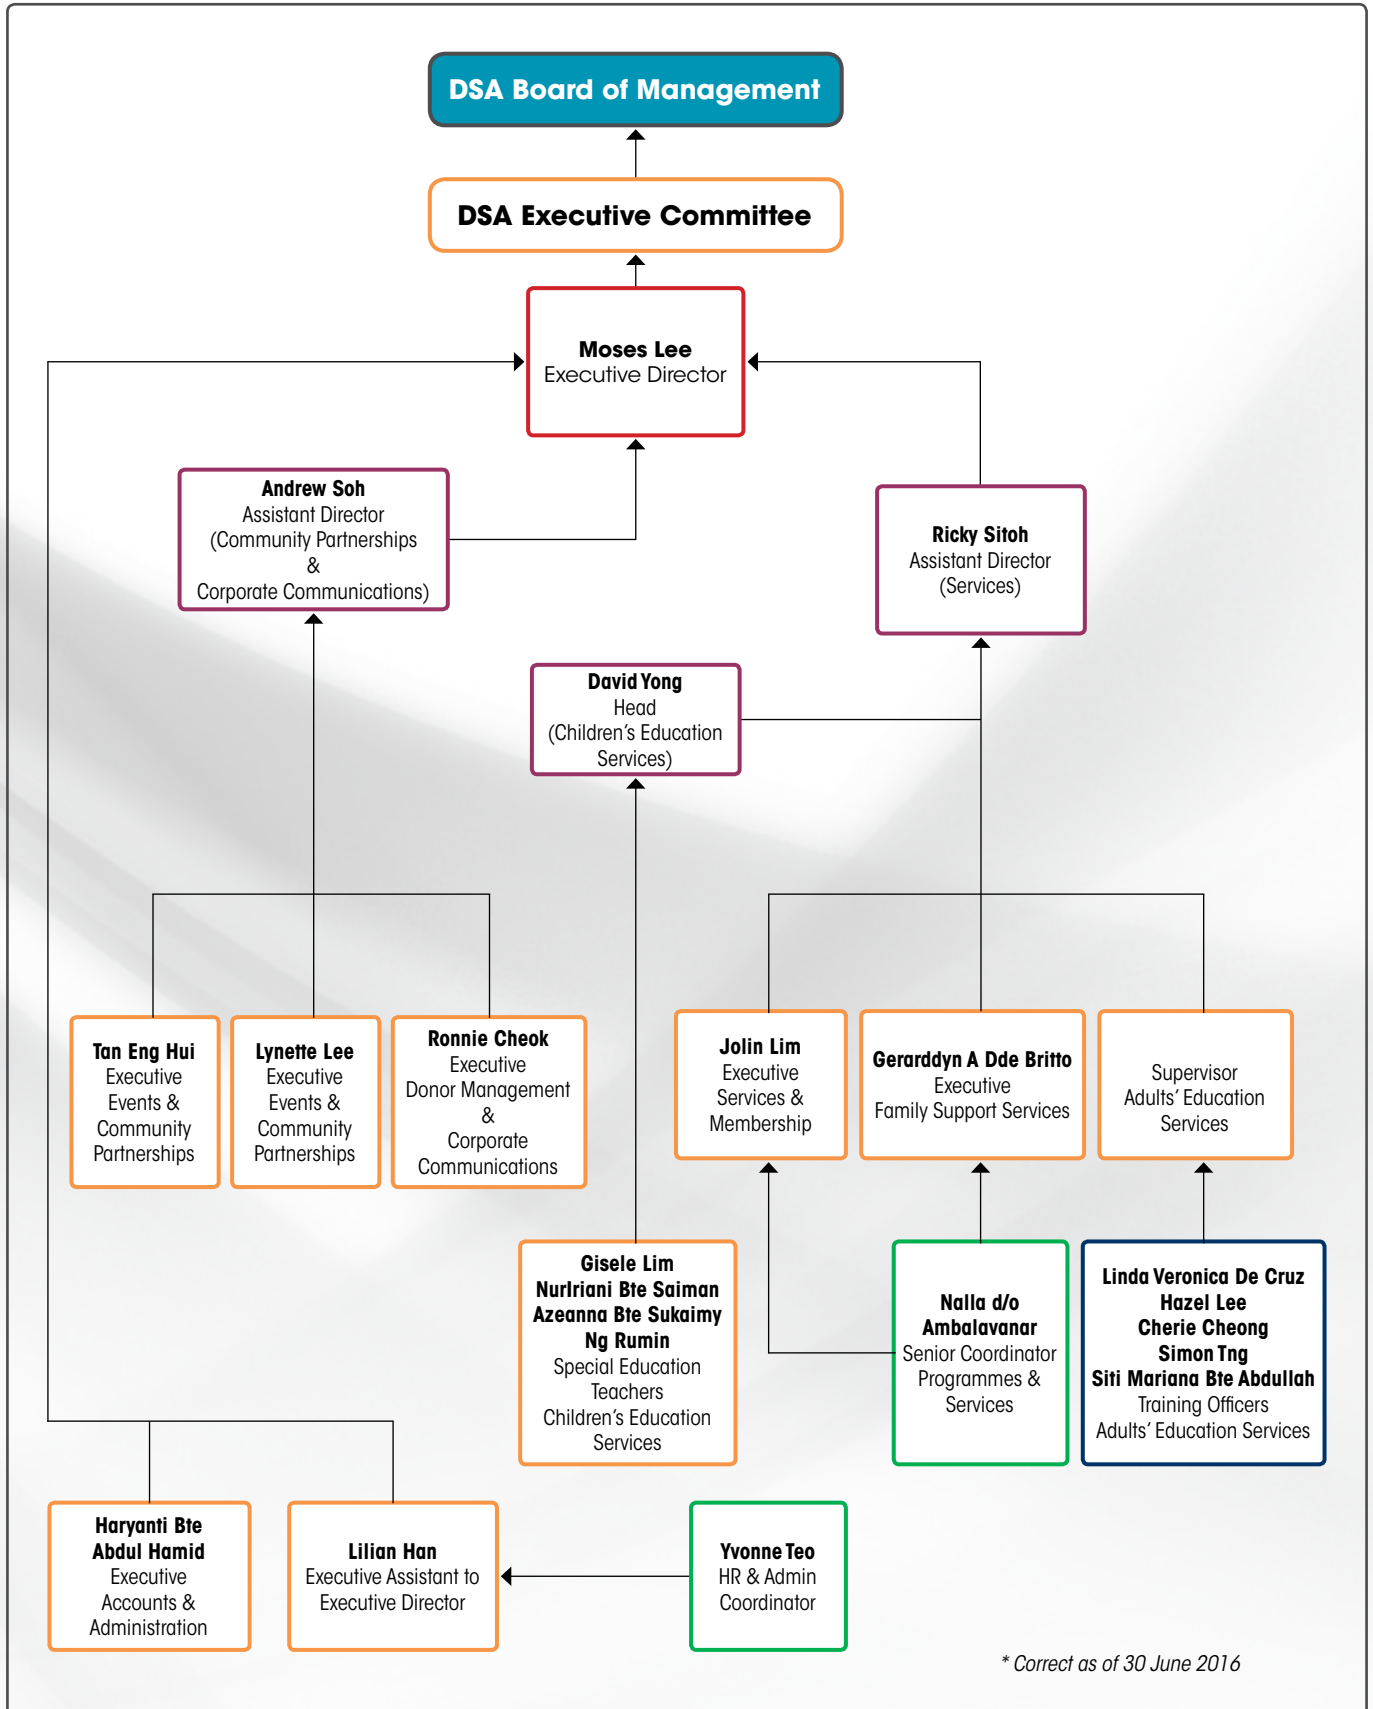 DSA Board of Management
DSA Executive Committee
Moses Lee
Executive Director
Andrew Soh
Assistant Director
(Community Partnerships
&
Corporate Communications)
Ricky Sitoh
Assistant Director
(Services)
David Yong
Head
(Children's Education
Services)
Tan Eng Hui
Executive
Events &
Community
Partnerships
Lynette Lee
Executive
Events &
Community
Partnerships
Ronnie Cheok
Executive
Donor Management
&
Corporate
Communications
Jolin Lim
Executive
Services &
Membership
Gerarddyn A Dde Britto
Executive
Family Support Services
Supervisor
Adults' Education
Services
Gisele Lim
NurIriani Bte Saiman
Azeanna Bte Sukaimy
Ng Rumin
Special Education
Teachers
Children's Education
Services
Nalla d/o
Ambalavanar
Senior Coordinator
Programmes &
Services
Linda Veronica De Cruz
Hazel Lee
Cherie Cheong
Simon Tng
Siti Mariana Bte Abdullah
Training Officers
Adults' Education Services
Haryanti Bte
Abdul Hamid
Executive
Accounts &
Administration
Lilian Han
Executive Assistant to
Executive Director
Yvonne Teo
HR & Admin
Coordinator
* Correct as of 30 June 2016